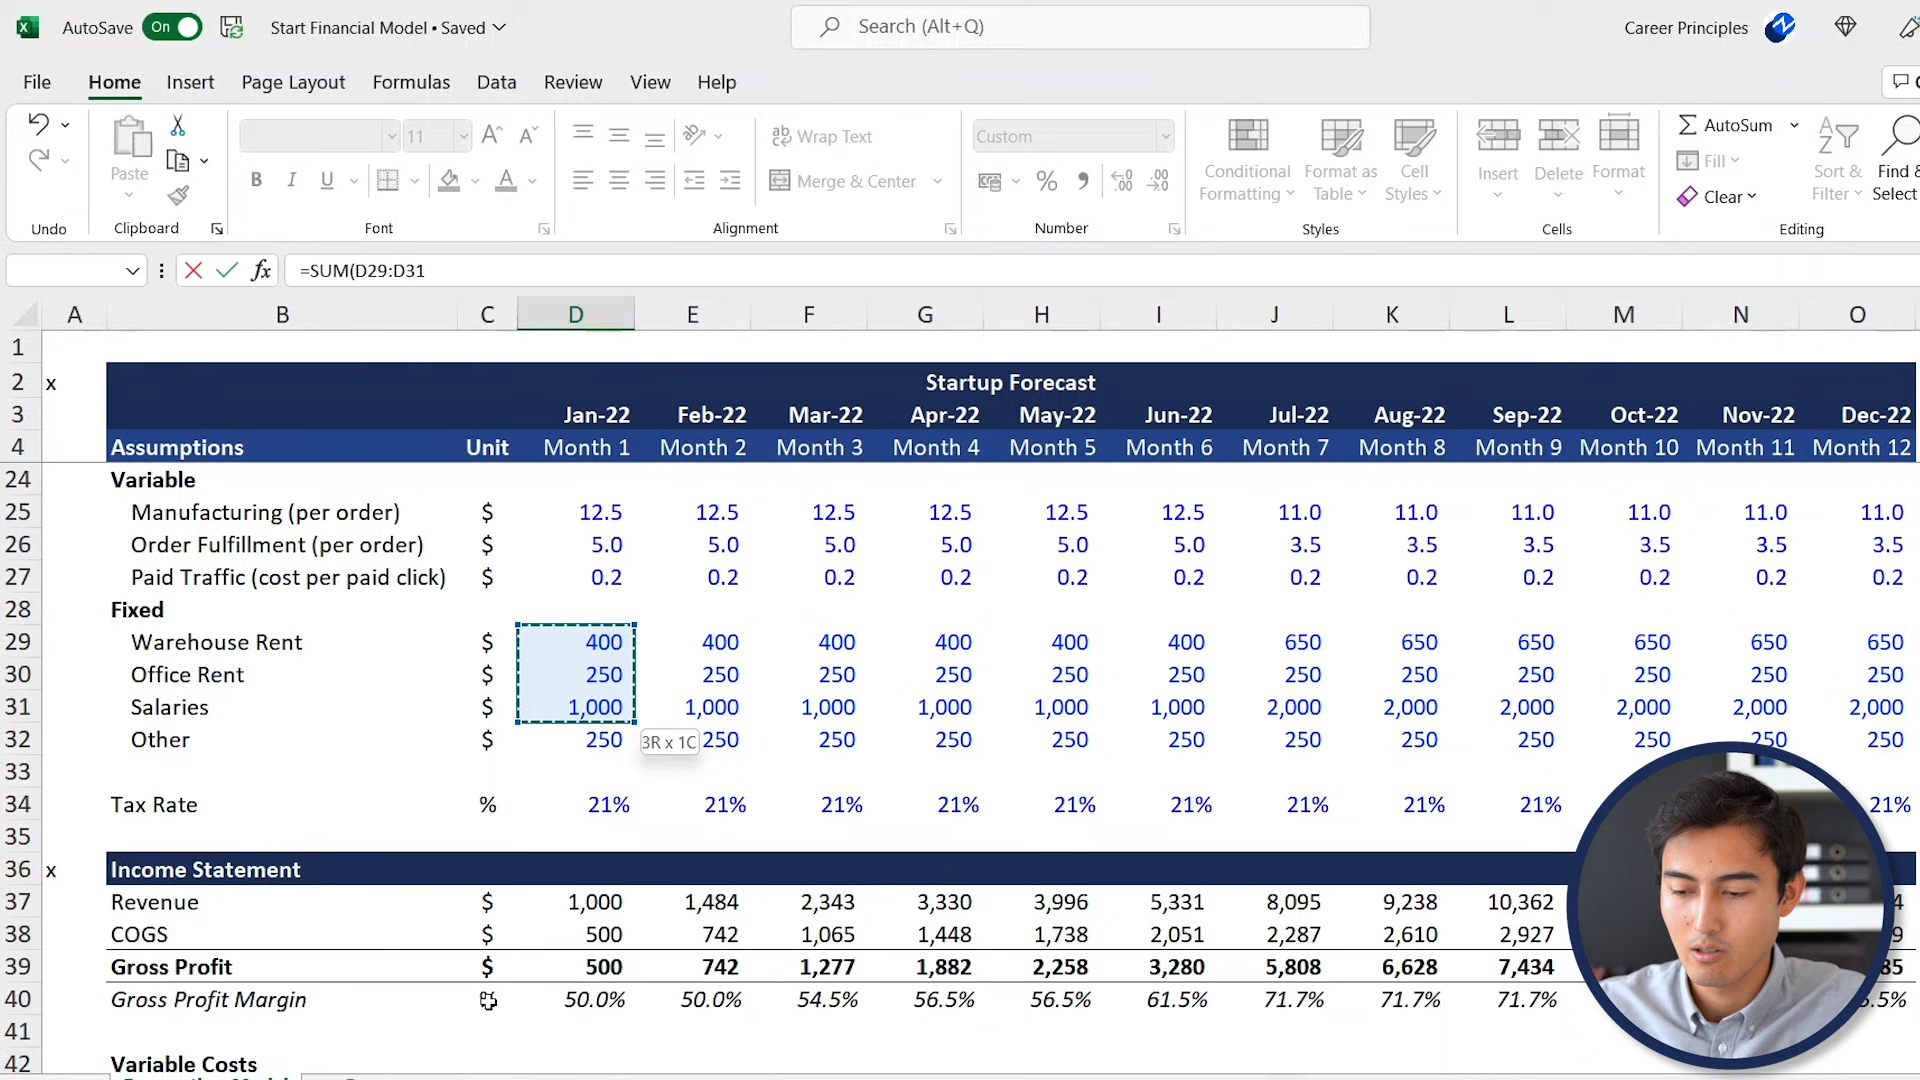 AutoSave On Start Financial Model • Saved Search (Alt+Q) Career Principles
File Home Insert Page Layout Formulas Data Review View Help
11 Wrap Text Custom AutoSum
Paste Conditional Format as Cell Insert Delete Format Fill Sort & Find &
B I U Merge & Center % Formatting Table Styles Clear Filter Select
Undo Clipboard Font Alignment Number Styles Cells Editing
fx =SUM(D29:D31
A B C D E F G H I J K L M N O
1
2 x Startup Forecast
3 Jan-22 Feb-22 Mar-22 Apr-22 May-22 Jun-22 Jul-22 Aug-22 Sep-22 Oct-22 Nov-22 Dec-22
4 Assumptions Unit Month 1 Month 2 Month 3 Month 4 Month 5 Month 6 Month 7 Month 8 Month 9 Month 10 Month 11 Month 12
24 Variable
25 Manufacturing (per order) $ 12.5 12.5 12.5 12.5 12.5 12.5 11.0 11.0 11.0 11.0 11.0 11.0
26 Order Fulfillment (per order) $ 5.0 5.0 5.0 5.0 5.0 5.0 3.5 3.5 3.5 3.5 3.5 3.5
27 Paid Traffic (cost per paid click) $ 0.2 0.2 0.2 0.2 0.2 0.2 0.2 0.2 0.2 0.2 0.2 0.2
28 Fixed
29 Warehouse Rent $ 400 400 400 400 400 400 650 650 650 650 650 650
30 Office Rent $ 250 250 250 250 250 250 250 250 250 250 250 250
31 Salaries $ 1,000 1,000 1,000 1,000 1,000 1,000 2,000 2,000 2,000 2,000 2,000 2,000
32 Other $ 250 3R x 1C 250 250 250 250 250 250 250 250 250 250 250
33
34 Tax Rate % 21% 21% 21% 21% 21% 21% 21% 21% 21% 21%
35
36 x Income Statement
37 Revenue $ 1,000 1,484 2,343 3,330 3,996 5,331 8,095 9,238 10,362 4
38 COGS $ 500 742 1,065 1,448 1,738 2,051 2,287 2,610 2,927 9
39 Gross Profit $ 500 742 1,277 1,882 2,258 3,280 5,808 6,628 7,434 85
40 Gross Profit Margin 50.0% 50.0% 54.5% 56.5% 56.5% 61.5% 71.7% 71.7% 71.7% .5%
41
42 Variable Costs